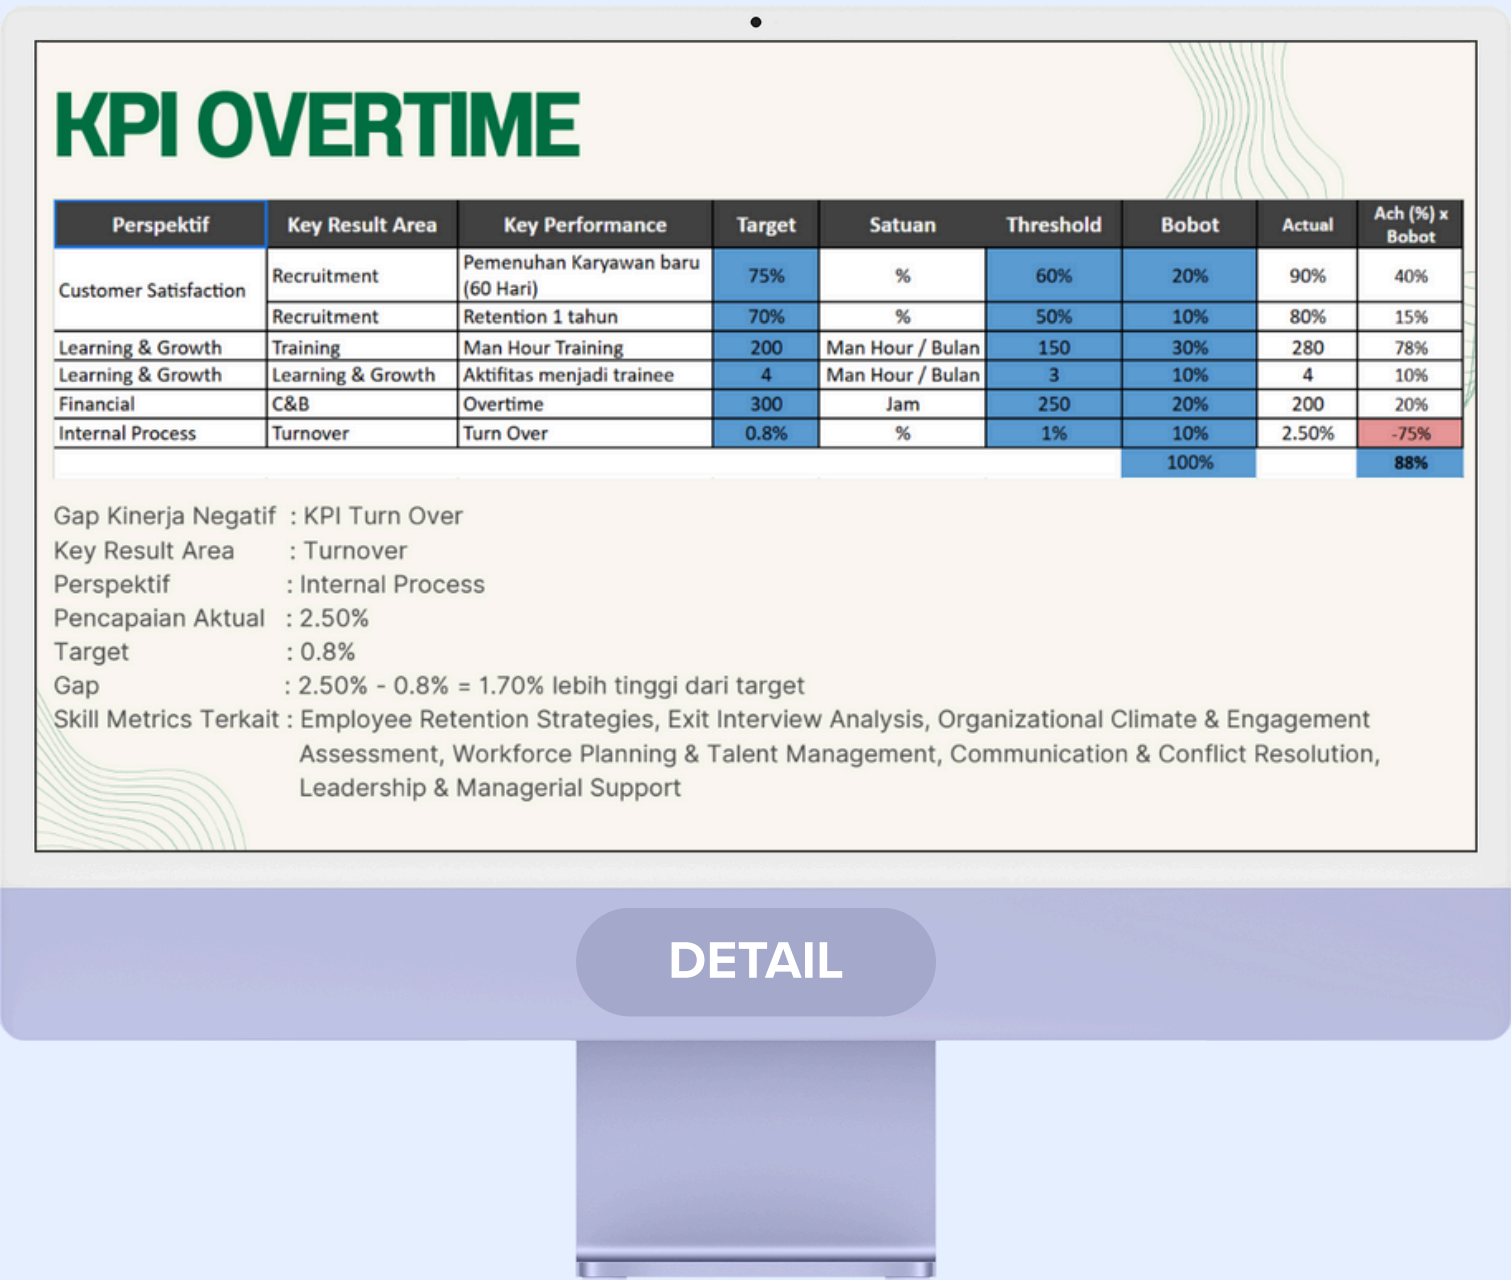 KPI OVERTIME
Perspektif Key Result Area Key Performance Target Satuan Threshold Bobot Actual Ach (%) x Bobot
Customer Satisfaction Recruitment Pemenuhan Karyawan baru (60 Hari) 75% % 60% 20% 90% 40%
Recruitment Retention 1 tahun 70% % 50% 10% 80% 15%
Learning & Growth Training Man Hour Training 200 Man Hour / Bulan 150 30% 280 78%
Learning & Growth Learning & Growth Aktifitas menjadi trainee 4 Man Hour / Bulan 3 10% 4 10%
Financial C&B Overtime 300 Jam 250 20% 200 20%
Internal Process Turnover Turn Over 0.8% % 1% 10% 2.50% -75%
100% 88%
Gap Kinerja Negatif : KPI Turn Over
Key Result Area : Turnover
Perspektif : Internal Process
Pencapaian Aktual : 2.50%
Target : 0.8%
Gap : 2.50% - 0.8% = 1.70% lebih tinggi dari target
Skill Metrics Terkait : Employee Retention Strategies, Exit Interview Analysis, Organizational Climate & Engagement
Assessment, Workforce Planning & Talent Management, Communication & Conflict Resolution,
Leadership & Managerial Support
DETAIL